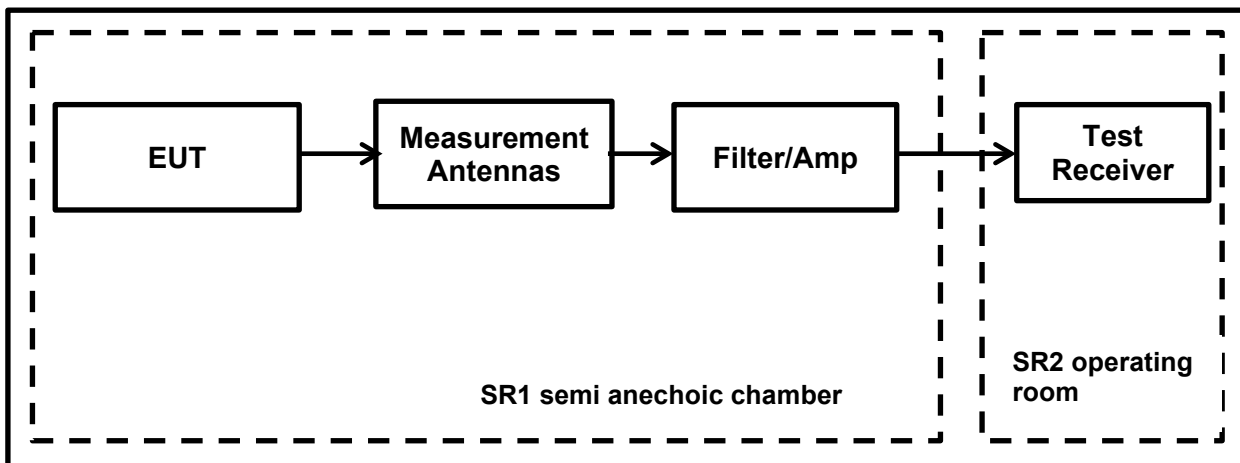 EUT
Measurement
Antennas
Filter/Amp
Test
Receiver
SR1 semi anechoic chamber
SR2 operating
room